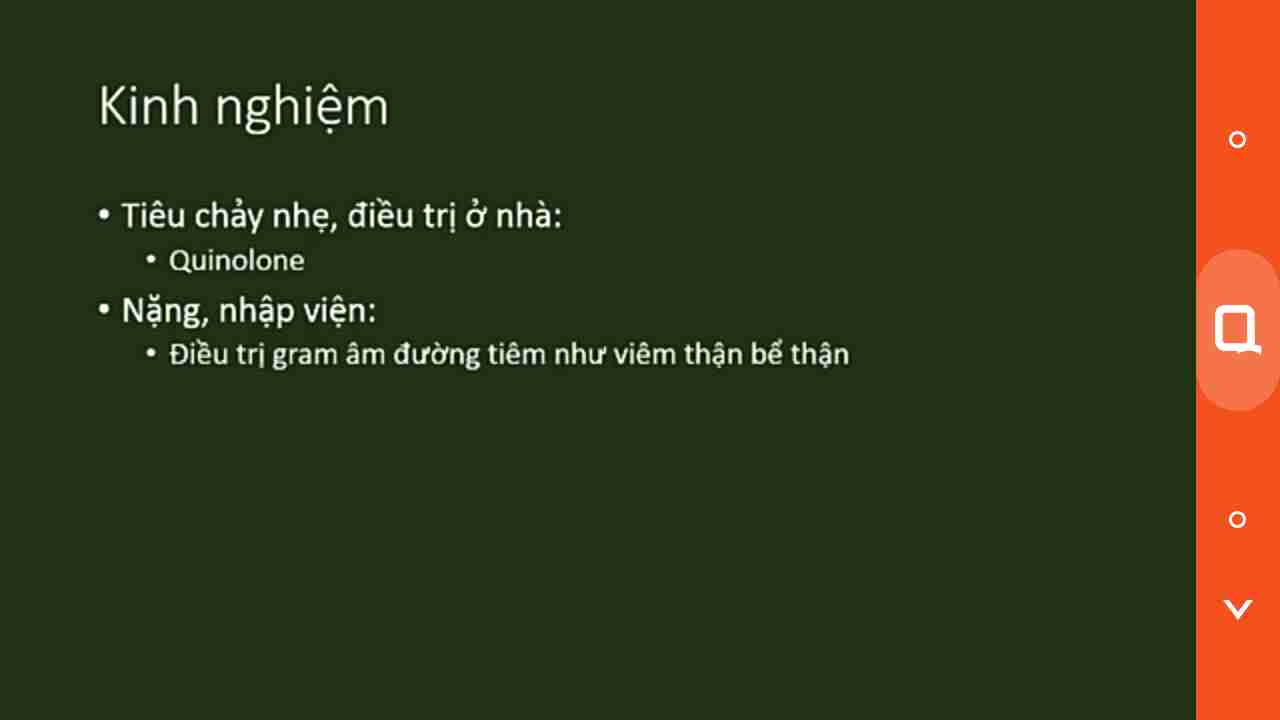 Kinh nghiệm
• Tiêu chảy nhẹ, điều trị ở nhà:
• Quinolone
• Nặng, nhập viện:
• Điều trị gram âm đường tiêm như viêm thận bể thận